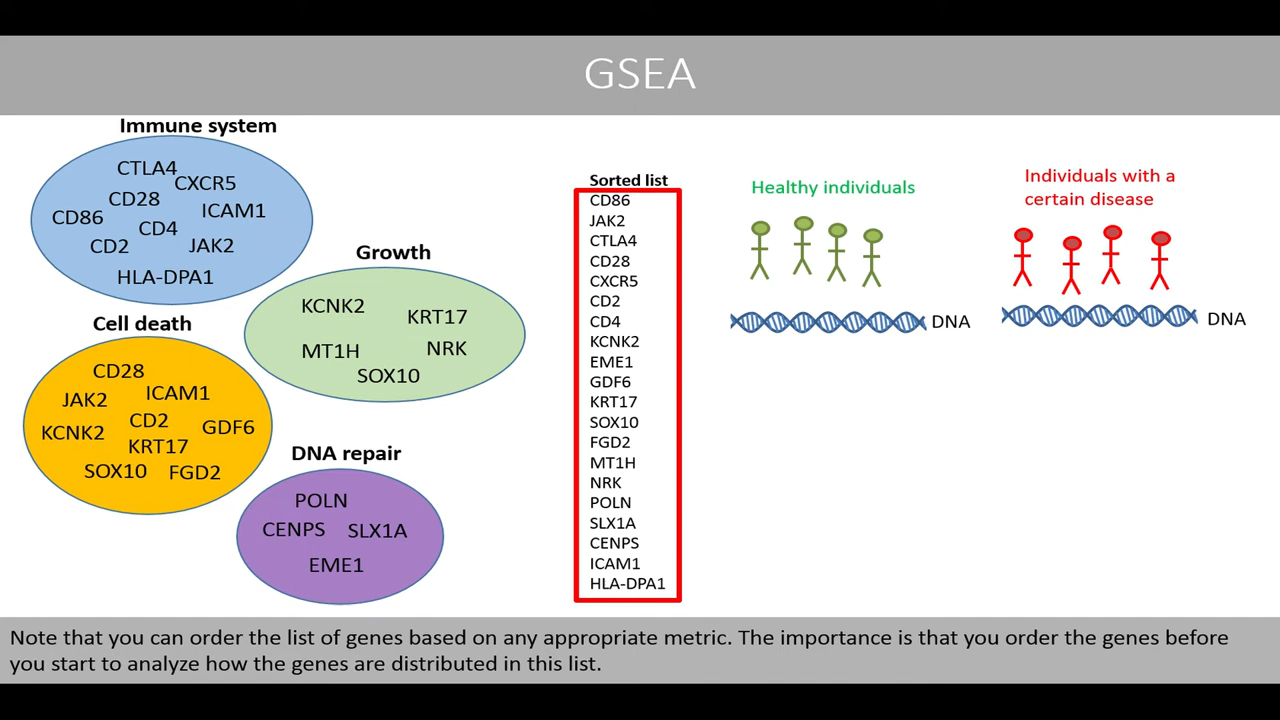 GSEA
Immune system
CTLA4
CXCR5
CD28
CD86
ICAM1
CD4
CD2
JAK2
HLA-DPA1
Growth
KCNK2
KRT17
MT1H
NRK
SOX10
Cell death
CD28
ICAM1
JAK2
CD2
KCNK2
GDF6
KRT17
SOX10
FGD2
DNA repair
POLN
CENPS
SLX1A
EME1
Sorted list
CD86
JAK2
CTLA4
CD28
CXCR5
CD2
CD4
KCNK2
EME1
GDF6
KRT17
SOX10
FGD2
MT1H
NRK
POLN
SLX1A
CENPS
ICAM1
HLA-DPA1
Healthy individuals
DNA
Individuals with a
certain disease
DNA
Note that you can order the list of genes based on any appropriate metric. The importance is that you order the genes before
you start to analyze how the genes are distributed in this list.